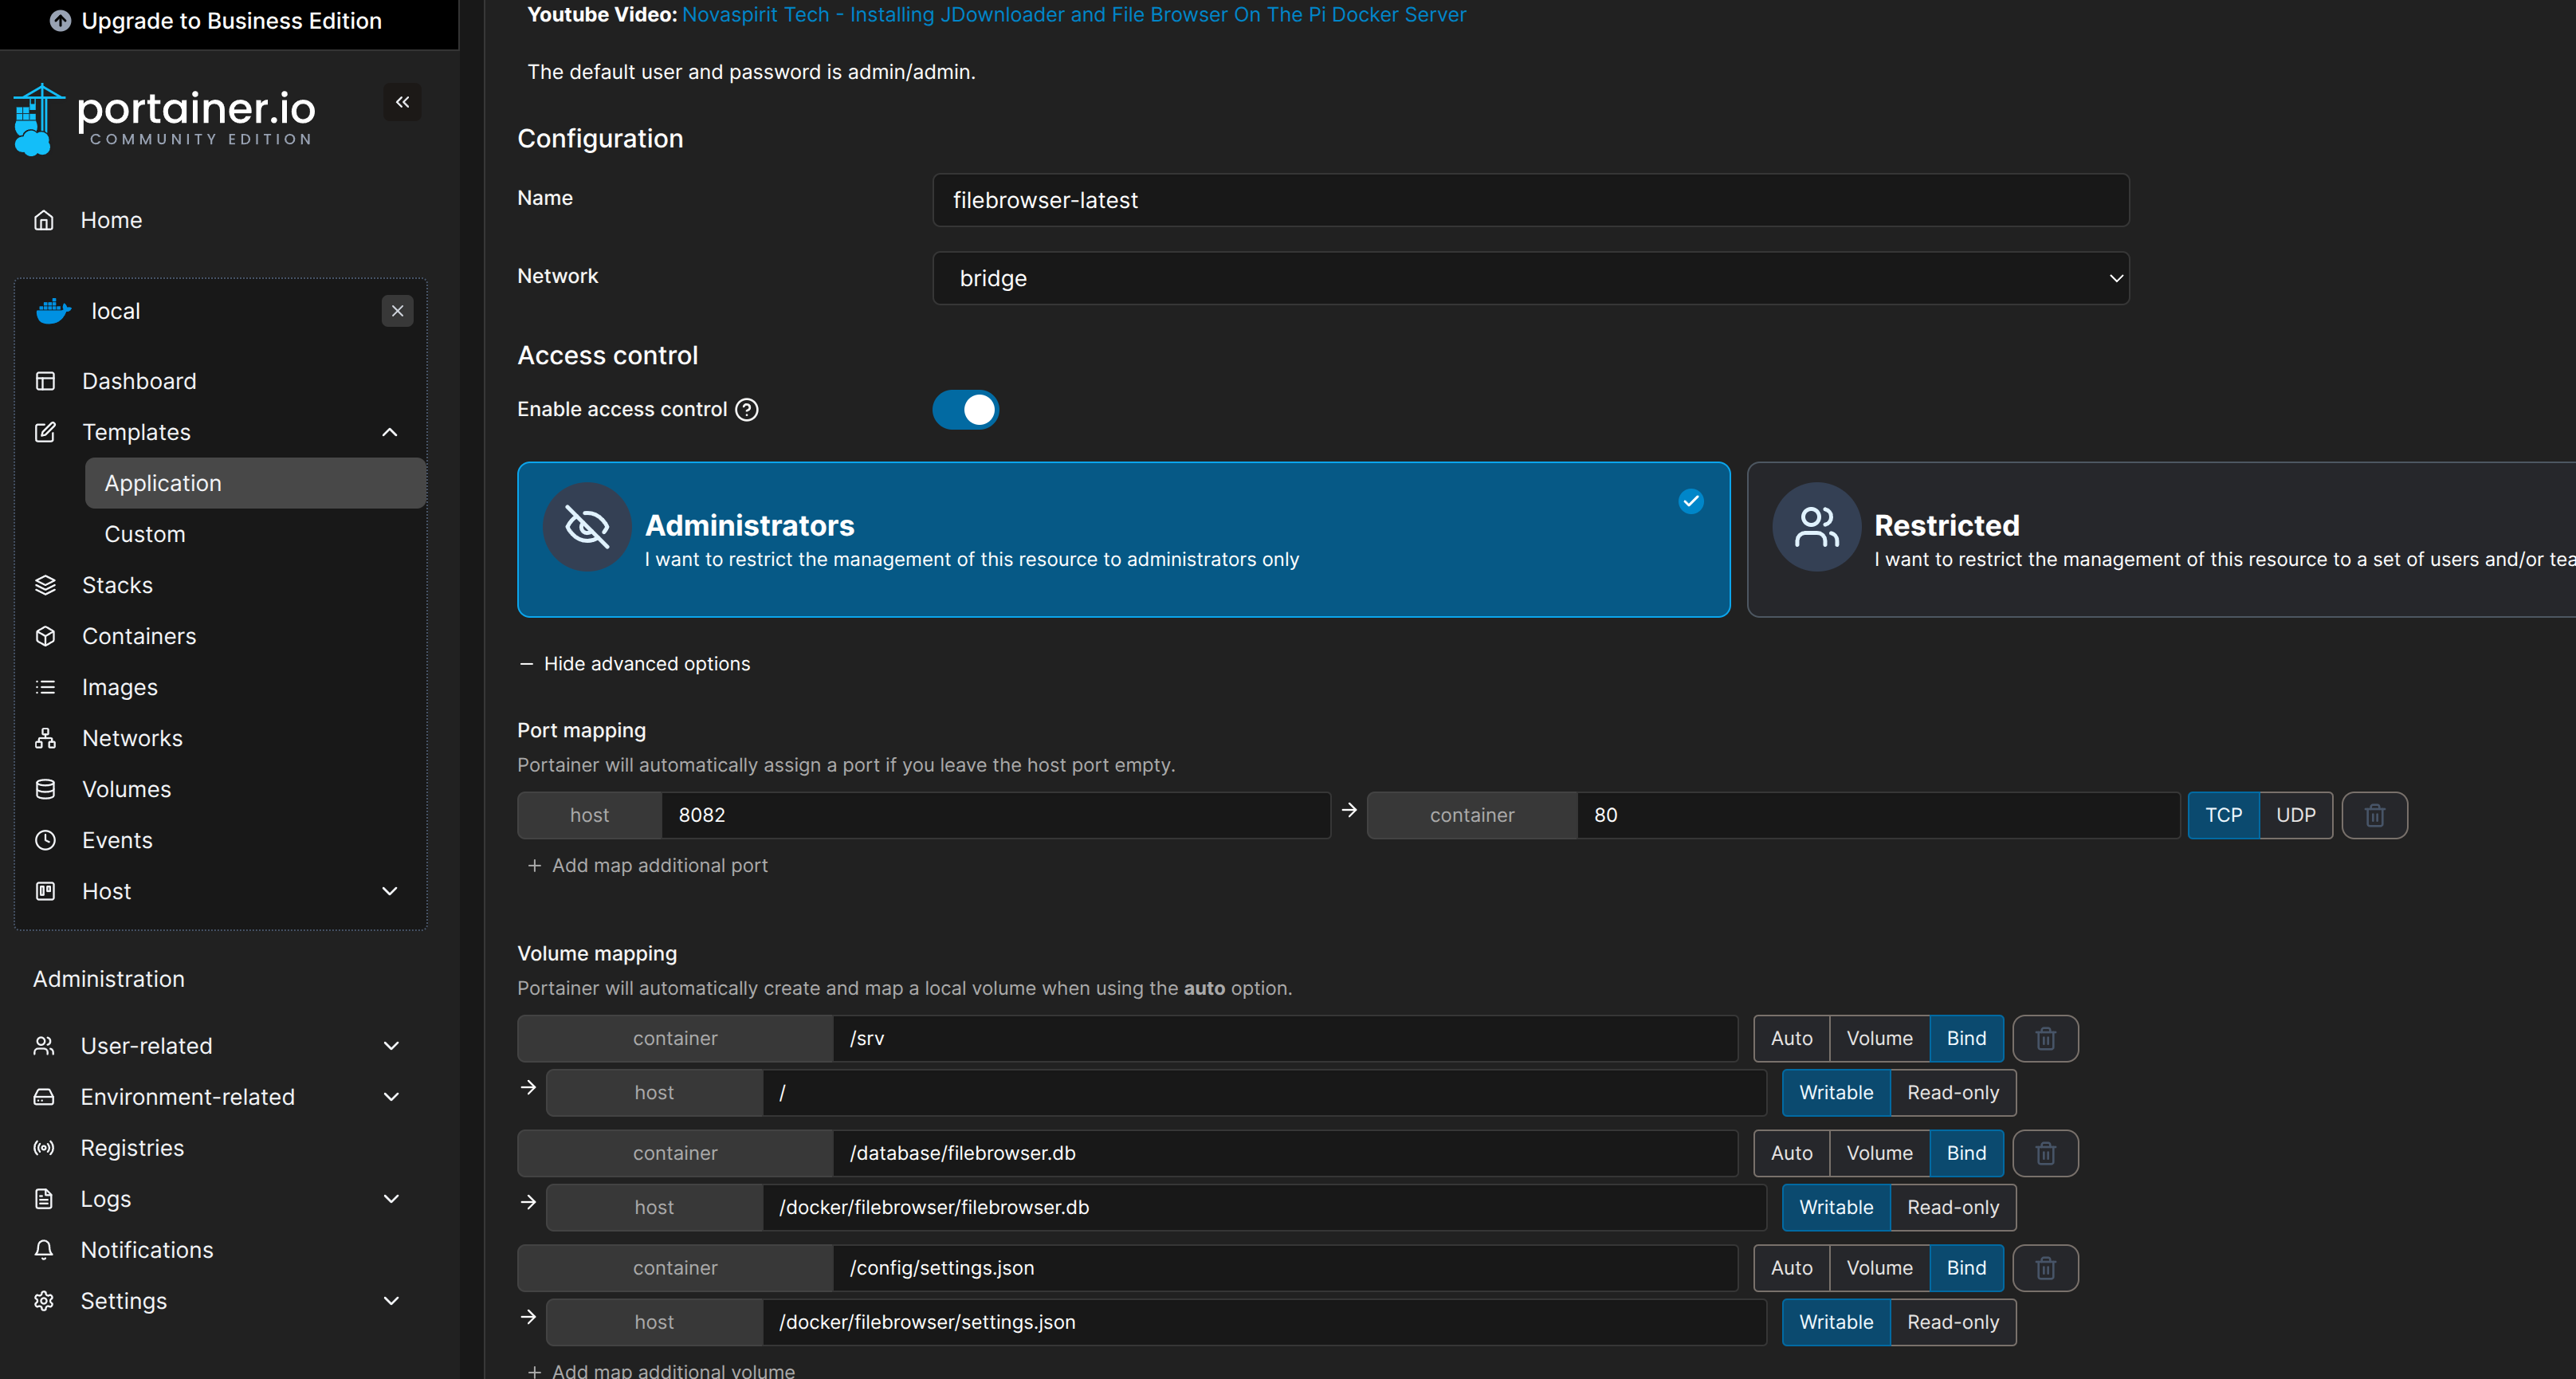 Upgrade to Business Edition
portainer.io
COMMUNITY EDITION
Home
local
Dashboard
Templates
Application
Custom
Stacks
Containers
Images
Networks
Volumes
Events
Host
Administration
User-related
Environment-related
Registries
Logs
Notifications
Settings
Youtube Video: Novaspirit Tech - Installing JDownloader and File Browser On The Pi Docker Server
The default user and password is admin/admin.
Configuration
Name filebrowser-latest
Network bridge
Access control
Enable access control ?
Administrators
I want to restrict the management of this resource to administrators only
Restricted
I want to restrict the management of this resource to a set of users and/or tea
Hide advanced options
Port mapping
Portainer will automatically assign a port if you leave the host port empty.
host 8082 → container 80 TCP UDP
+ Add map additional port
Volume mapping
Portainer will automatically create and map a local volume when using the auto option.
container /srv Auto Volume Bind
→ host / Writable Read-only
container /database/filebrowser.db Auto Volume Bind
→ host /docker/filebrowser/filebrowser.db Writable Read-only
container /config/settings.json Auto Volume Bind
→ host /docker/filebrowser/settings.json Writable Read-only
+ Add map additional volume